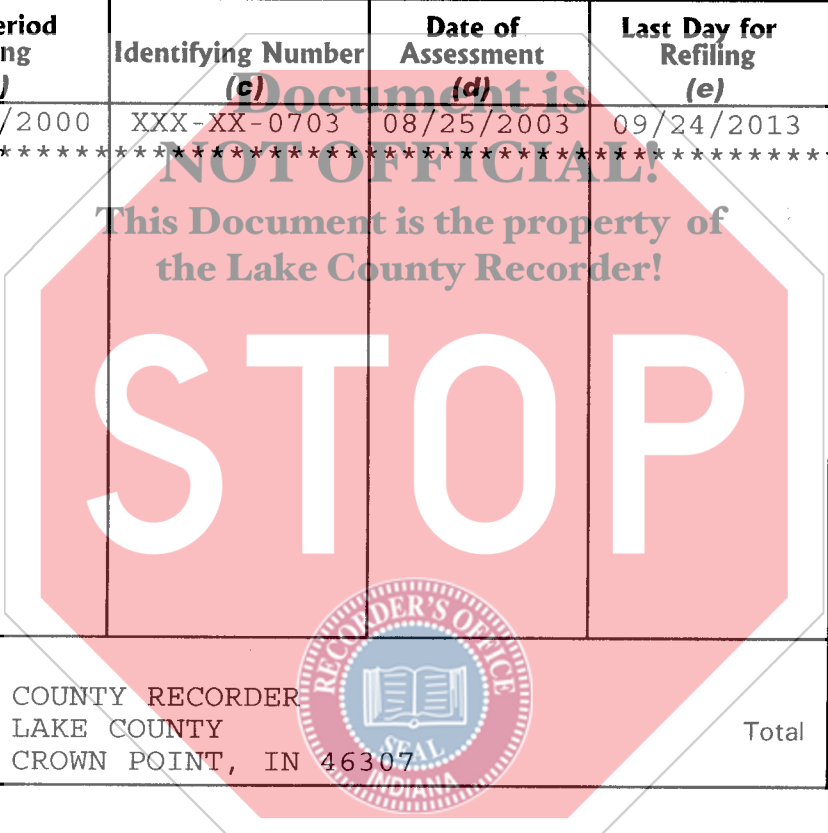 eriod
ng
)
Identifying Number
(c)
Date of
Assessment
(d)
Last Day for
Refiling
(e)
/2000 XXX-XX-0703 08/25/2003 09/24/2013
********************************************
Document is
NOT OFFICIAL!
This Document is the property of
the Lake County Recorder!
STOP
RECORDER'S OFFICE
SEAL
INDIANA
COUNTY RECORDER
LAKE COUNTY
CROWN POINT, IN 46307
Total